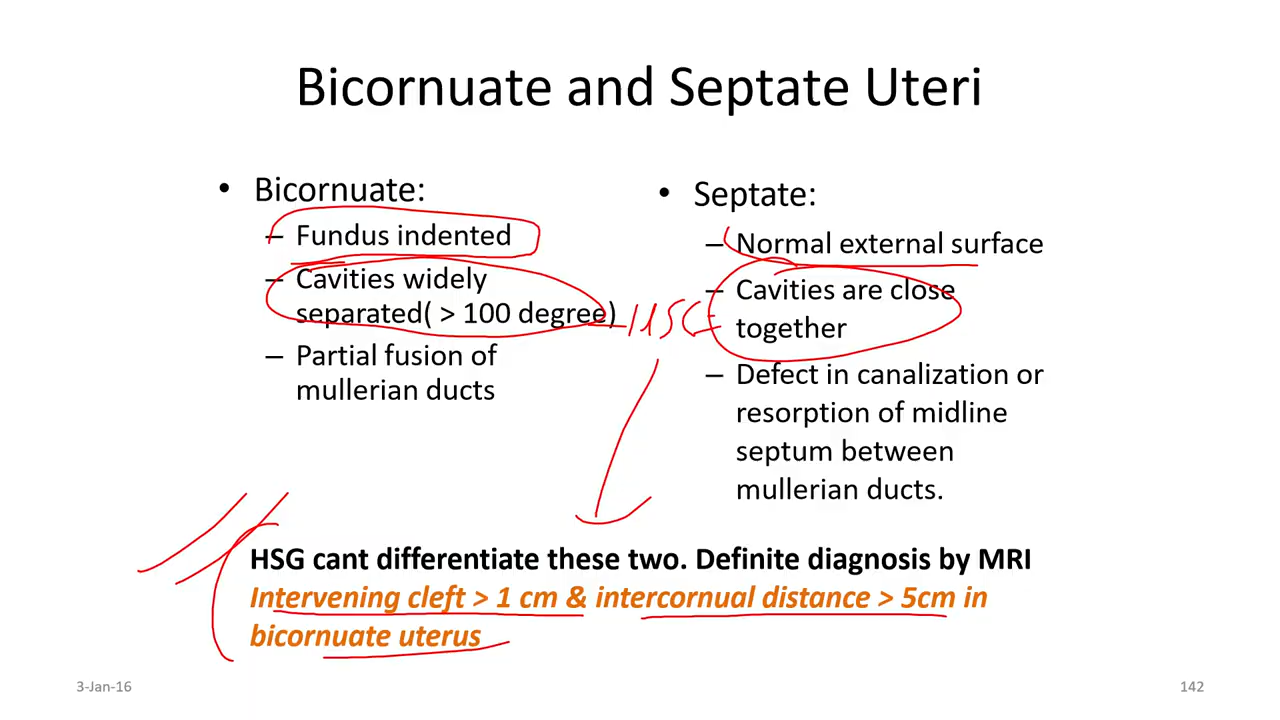 Bicornuate and Septate Uteri
• Bicornuate:
– Fundus indented
– Cavities widely
separated( > 100 degree)
– Partial fusion of
mullerian ducts
• Septate:
– Normal external surface
– Cavities are close
together
– Defect in canalization or
resorption of midline
septum between
mullerian ducts.
HSG cant differentiate these two. Definite diagnosis by MRI
Intervening cleft > 1 cm & intercornual distance > 5cm in
bicornuate uterus
3-Jan-16
142